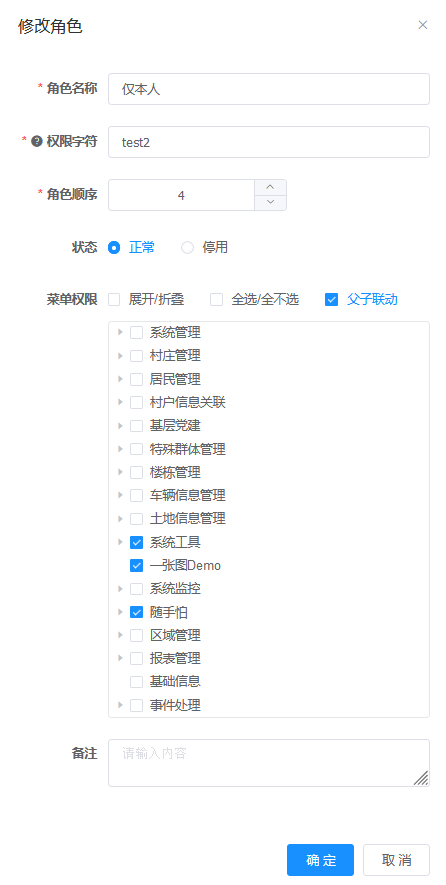 修改角色
* 角色名称 仅本人
* 权限字符 test2
* 角色顺序 4
状态 正常 停用
菜单权限 展开/折叠 全选/全不选 父子联动
系统管理
村庄管理
居民管理
村户信息关联
基层党建
特殊群体管理
楼栋管理
车辆信息管理
土地信息管理
系统工具
一张图Demo
系统监控
随手怕
区域管理
报表管理
基础信息
事件处理
备注 请输入内容
确 定 取 消